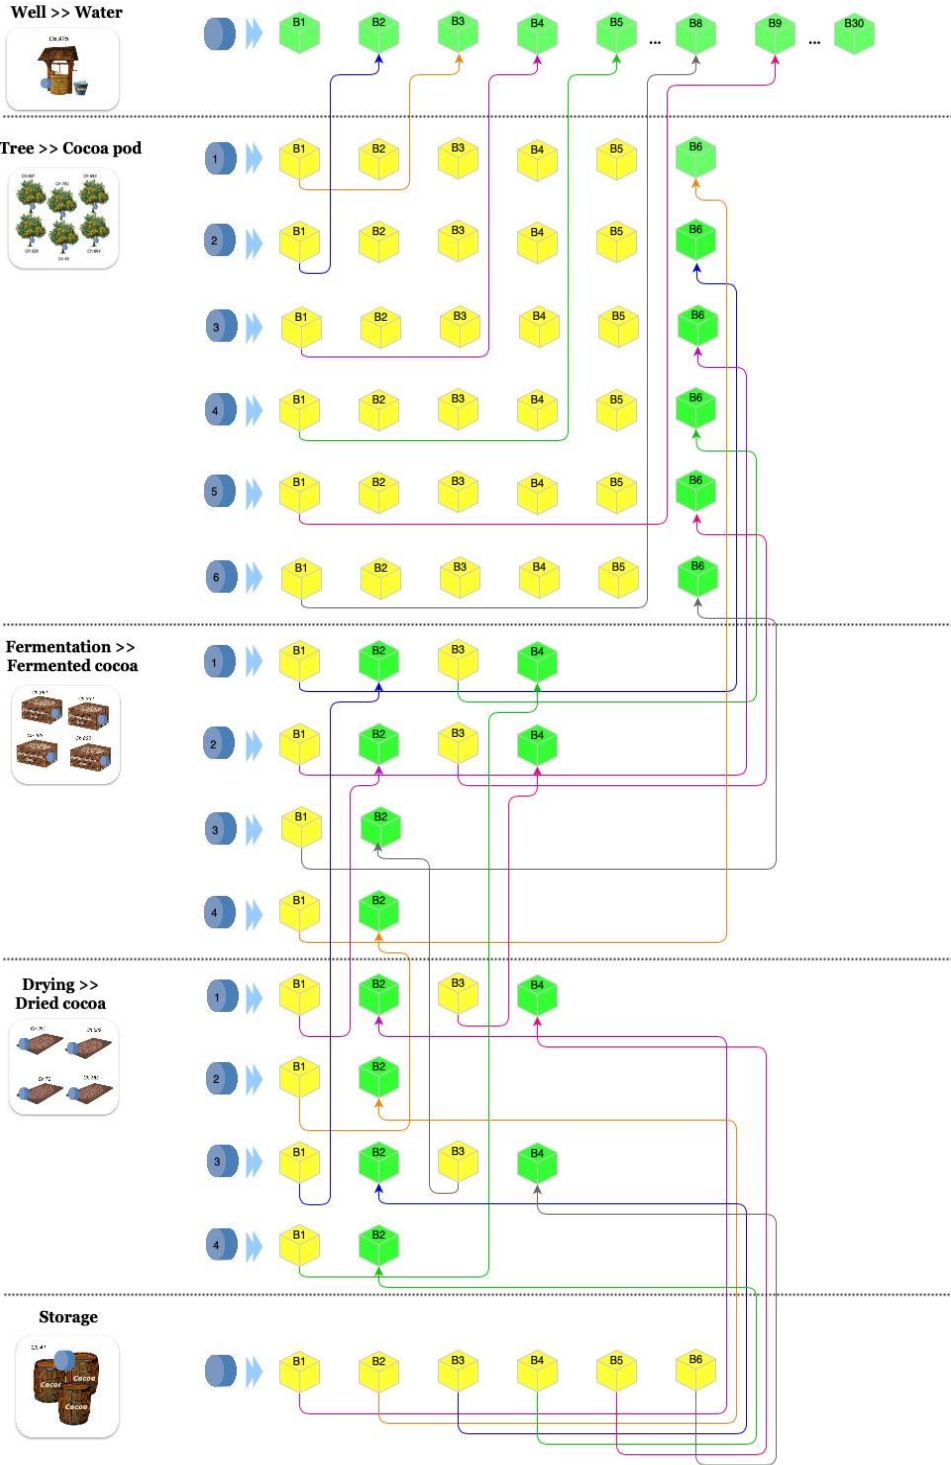 Well >> Water
B1 B2 B3 B4 B5 ... B8 B9 ... B30
Tree >> Cocoa pod
1 B1 B2 B3 B4 B5 B6
2 B1 B2 B3 B4 B5 B6
3 B1 B2 B3 B4 B5 B6
4 B1 B2 B3 B4 B5 B6
5 B1 B2 B3 B4 B5 B6
6 B1 B2 B3 B4 B5 B6
Fermentation >>
Fermented cocoa
1 B1 B2 B3 B4
2 B1 B2 B3 B4
3 B1 B2
4 B1 B2
Drying >>
Dried cocoa
1 B1 B2 B3 B4
2 B1 B2
3 B1 B2 B3 B4
4 B1 B2
Storage
Cocoa
Cocoa
Cocoa
B1 B2 B3 B4 B5 B6